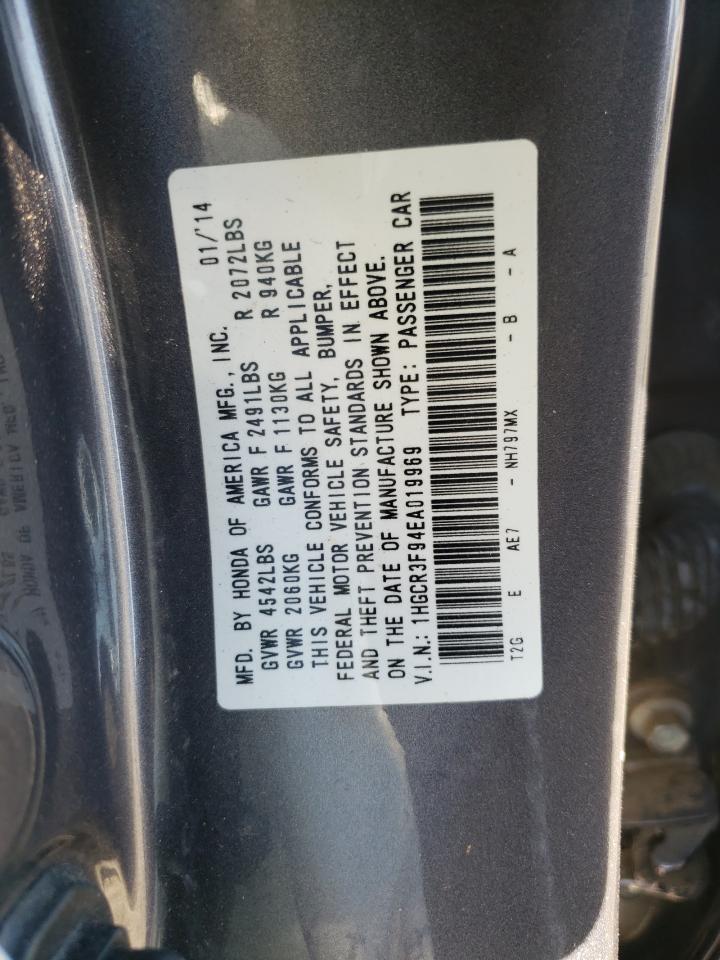 MFD. BY HONDA OF AMERICA MFG., INC. 01/'14
GVWR 4542LBS GAWR F 2491LBS R 2072LBS
GVWR 2060KG GAWR F 1130KG R 940KG
THIS VEHICLE CONFORMS TO ALL APPLICABLE
FEDERAL MOTOR VEHICLE SAFETY, BUMPER,
AND THEFT PREVENTION STANDARDS IN EFFECT
ON THE DATE OF MANUFACTURE SHOWN ABOVE.
V.I.N.: 1HGCR3F94EA019969 TYPE: PASSENGER CAR
T2G E AE7 - NH797MX - B - A